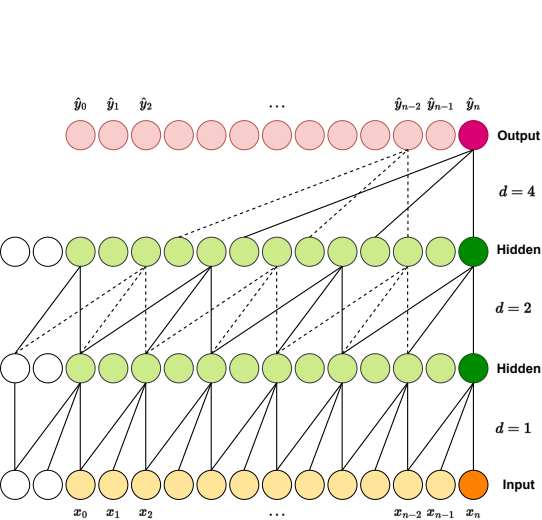 ŷ₀ ŷ₁ ŷ₂ ... ŷₙ₋₂ ŷₙ₋₁ ŷₙ
Output
d = 4
Hidden
d = 2
Hidden
d = 1
Input
x₀ x₁ x₂ ... xₙ₋₂ xₙ₋₁ xₙ